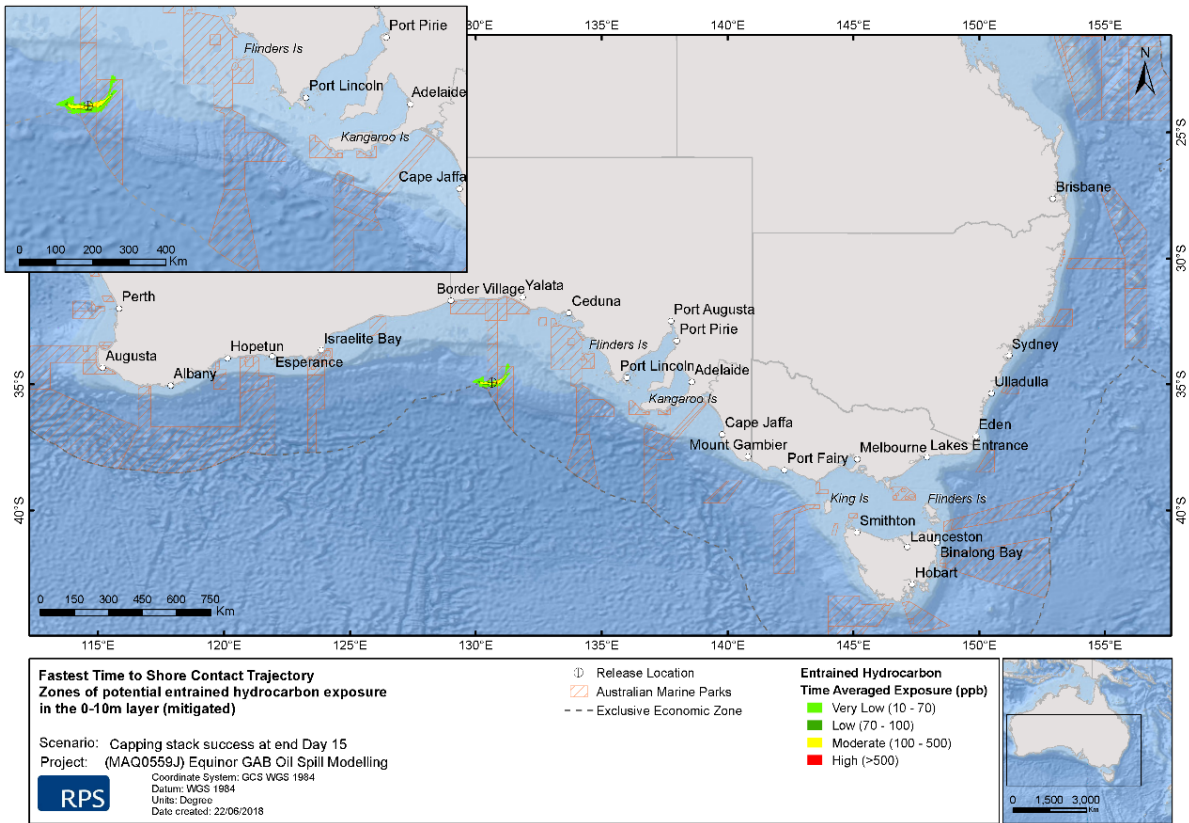 Port Pirie
Flinders Is
Port Lincoln
Adelaide
Kangaroo Is
Cape Jaffa
0 100 200 300 400
Km
130°E 135°E 140°E 145°E 150°E 155°E
N
25°S
Brisbane
30°S
Perth
Border Village
Yalata
Ceduna
Port Augusta
Port Pirie
Augusta
Albany
Hopetun
Esperance
Israelite Bay
Flinders Is
Port Lincoln
Adelaide
Kangaroo Is
Sydney
Ulladulla
35°S
35°S
Cape Jaffa
Mount Gambier
Port Fairy
Melbourne
Lakes Entrance
Eden
King Is
Flinders Is
40°S
40°S
Smithton
Launceston
Binalong Bay
Hobart
0 150 300 450 600 750
Km
115°E 120°E 125°E 130°E 135°E 140°E 145°E 150°E 155°E
Fastest Time to Shore Contact Trajectory
Zones of potential entrained hydrocarbon exposure
in the 0-10m layer (mitigated)
Scenario: Capping stack success at end Day 15
Project: (MAQ0559J) Equinor GAB Oil Spill Modelling
RPS
Coordinate System: GCS WGS 1984
Datum: WGS 1984
Units: Degree
Date created: 22/06/2018
Release Location
Australian Marine Parks
Exclusive Economic Zone
Entrained Hydrocarbon
Time Averaged Exposure (ppb)
Very Low (10 - 70)
Low (70 - 100)
Moderate (100 - 500)
High (>500)
0 1,500 3,000
Km